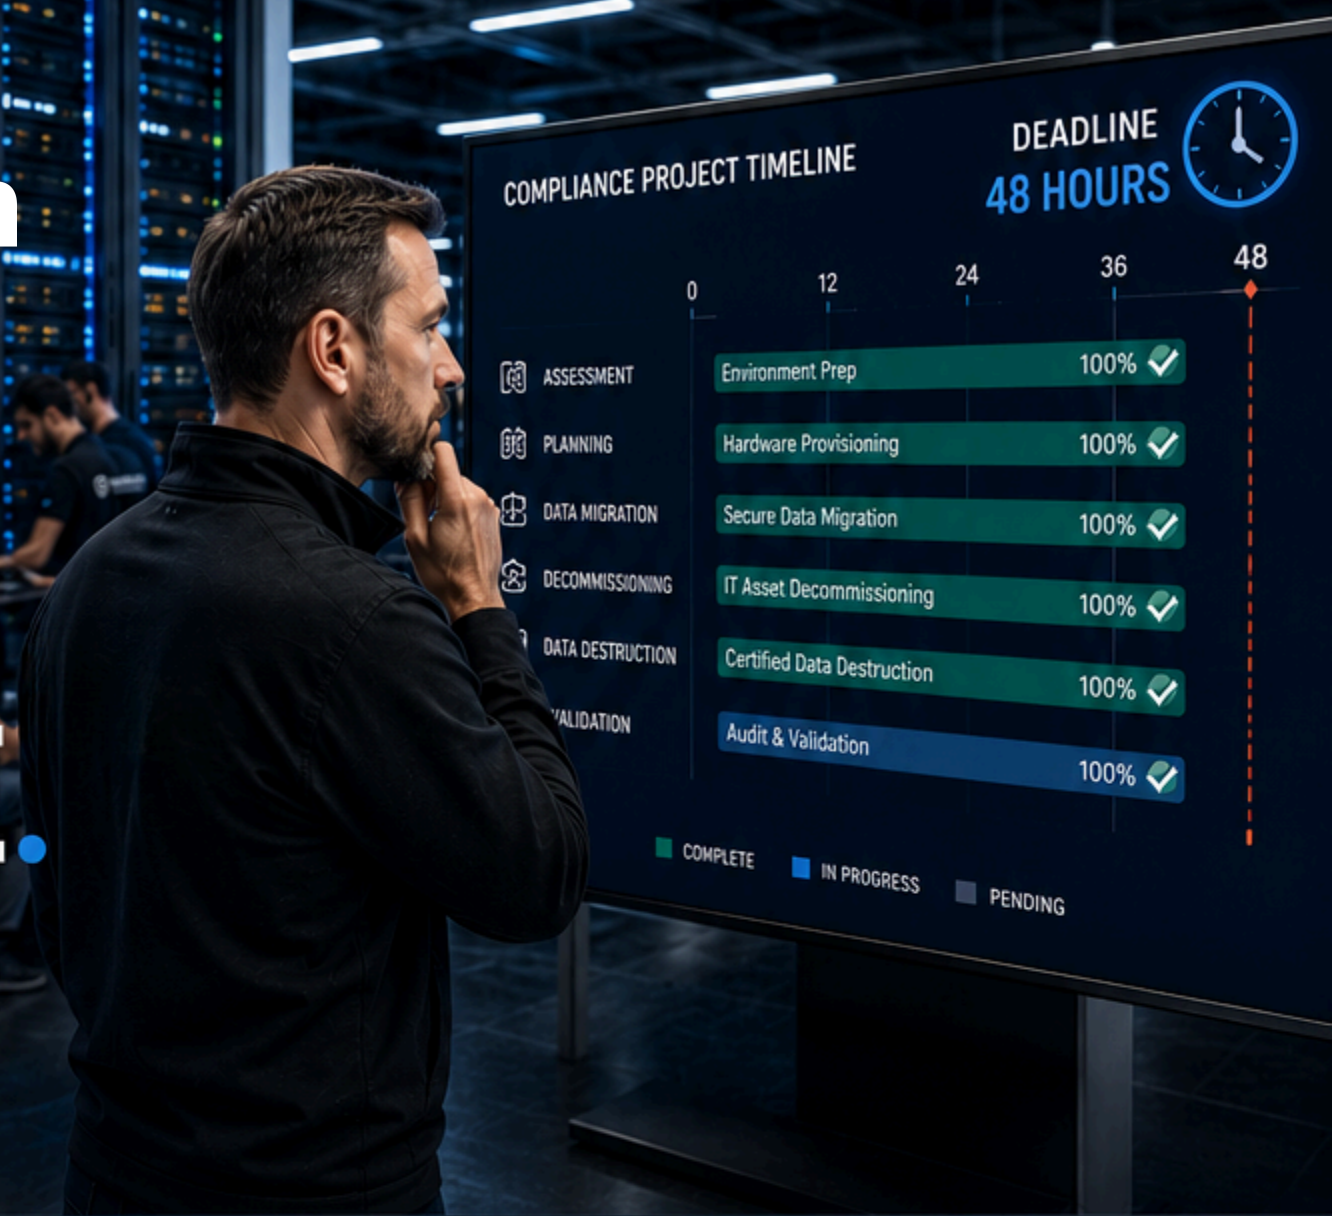 COMPLIANCE PROJECT TIMELINE
DEADLINE
48 HOURS
0 12 24 36 48
ASSESSMENT
Environment Prep 100%
PLANNING
Hardware Provisioning 100%
DATA MIGRATION
Secure Data Migration 100%
DECOMMISSIONING
IT Asset Decommissioning 100%
DATA DESTRUCTION
Certified Data Destruction 100%
VALIDATION
Audit & Validation 100%
COMPLETE
IN PROGRESS
PENDING